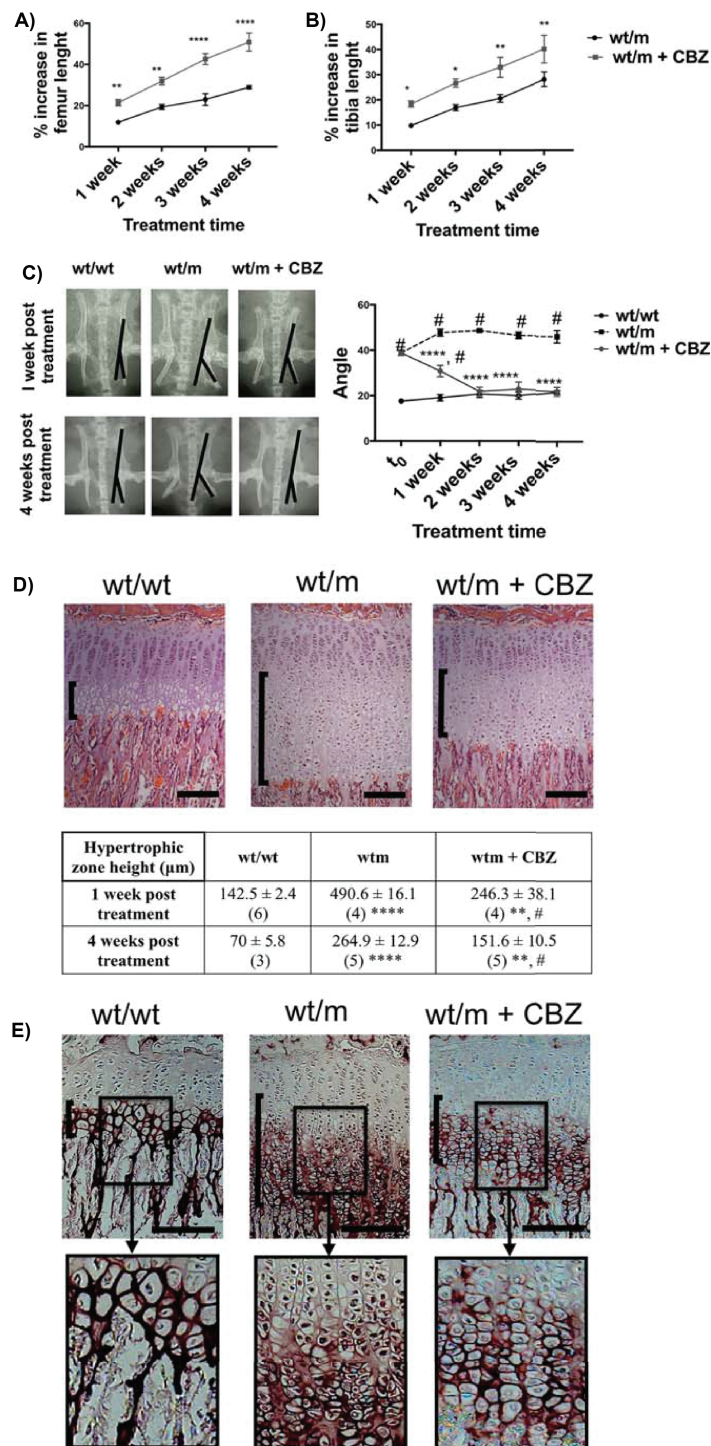 A)
% increase in
femur lenght
60
40
20
0
**
**
****
****
1 week
2 weeks
3 weeks
4 weeks
Treatment time
B)
% increase in
tibia lenght
50
40
30
20
10
0
*
*
**
**
1 week
2 weeks
3 weeks
4 weeks
Treatment time
wt/m
wt/m + CBZ
C)
wt/wt
wt/m
wt/m + CBZ
1 week post
treatment
4 weeks post
treatment
Angle
60
40
20
0
#
#
#
#
#
****, #
****
****
****
t0
1 week
2 weeks
3 weeks
4 weeks
Treatment time
wt/wt
wt/m
wt/m + CBZ
D)
wt/wt
wt/m
wt/m + CBZ
Hypertrophic
zone height (µm)
wt/wt
wtm
wtm + CBZ
1 week post
treatment
142.5 ± 2.4
(6)
490.6 ± 16.1
(4) ****
246.3 ± 38.1
(4) **, #
4 weeks post
treatment
70 ± 5.8
(3)
264.9 ± 12.9
(5) ****
151.6 ± 10.5
(5) **, #
E)
wt/wt
wt/m
wt/m + CBZ